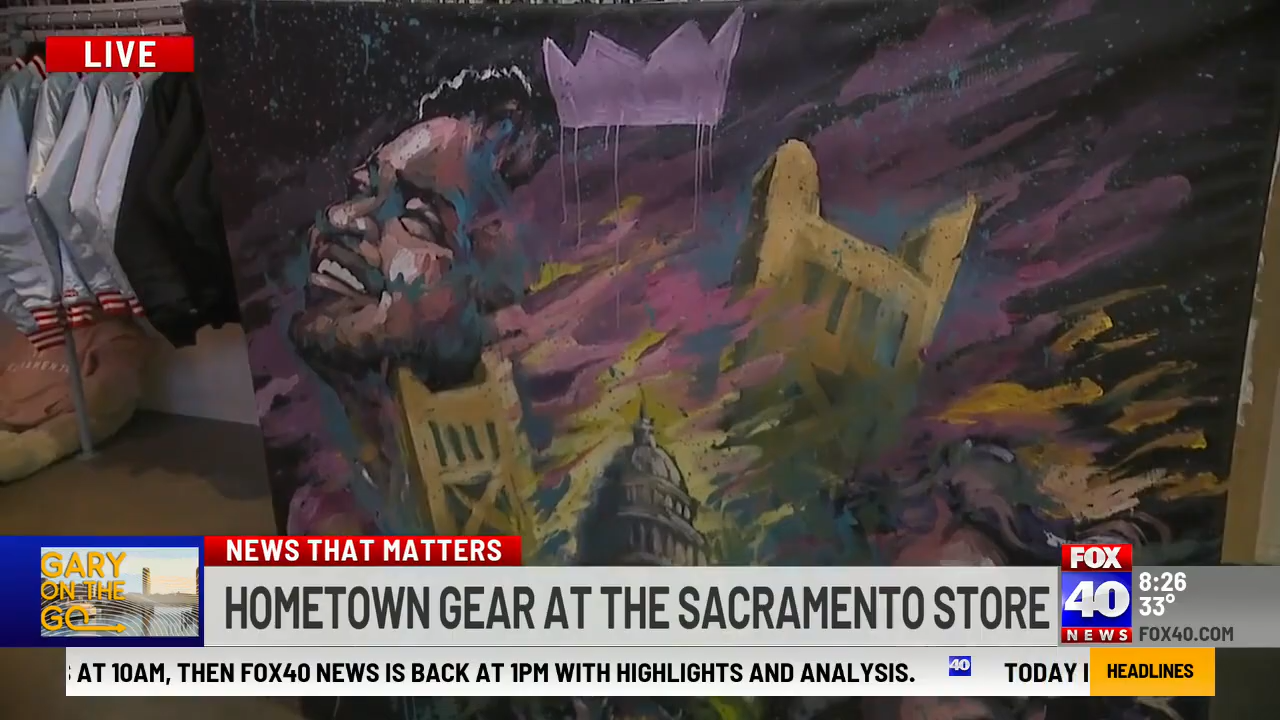 LIVE
GARY
ON THE
GO
NEWS THAT MATTERS
HOMETOWN GEAR AT THE SACRAMENTO STORE
FOX
40
NEWS
8:26
33°
FOX40.COM
AT 10AM, THEN FOX40 NEWS IS BACK AT 1PM WITH HIGHLIGHTS AND ANALYSIS. 40 TODAY
HEADLINES